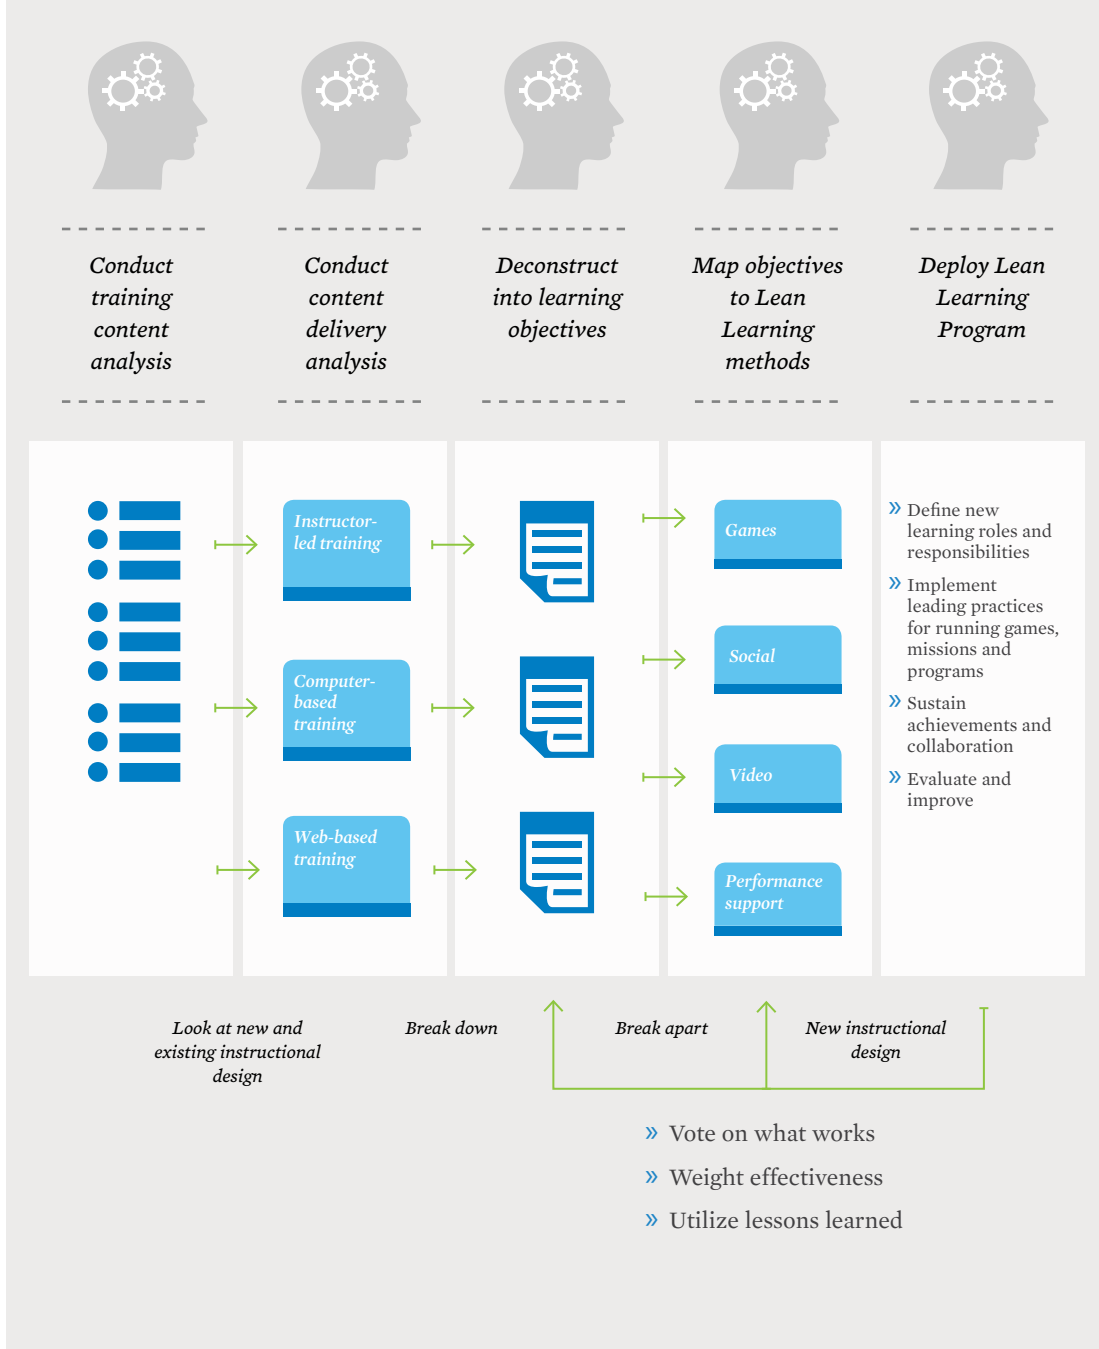 Conduct
training
content
analysis
Conduct
content
delivery
analysis
Deconstruct
into learning
objectives
Map objectives
to Lean
Learning
methods
Deploy Lean
Learning
Program
Instructor-
led training
Computer-
based
training
Web-based
training
Games
Social
Video
Performance
support
» Define new
learning roles and
responsibilities
» Implement
leading practices
for running games,
missions and
programs
» Sustain
achievements and
collaboration
» Evaluate and
improve
Look at new and
existing instructional
design
Break down
Break apart
New instructional
design
» Vote on what works
» Weight effectiveness
» Utilize lessons learned